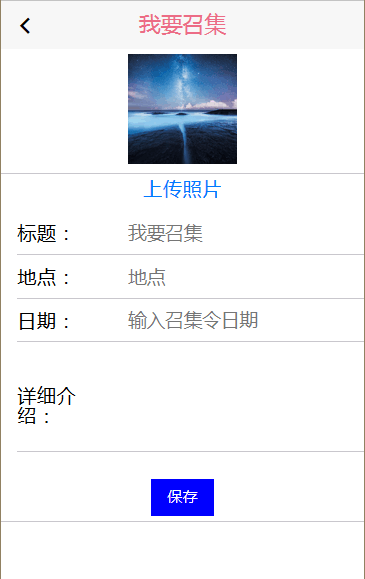 我要召集
上传照片
标题：
我要召集
地点：
地点
日期：
输入召集令日期
详细介
绍：
保存